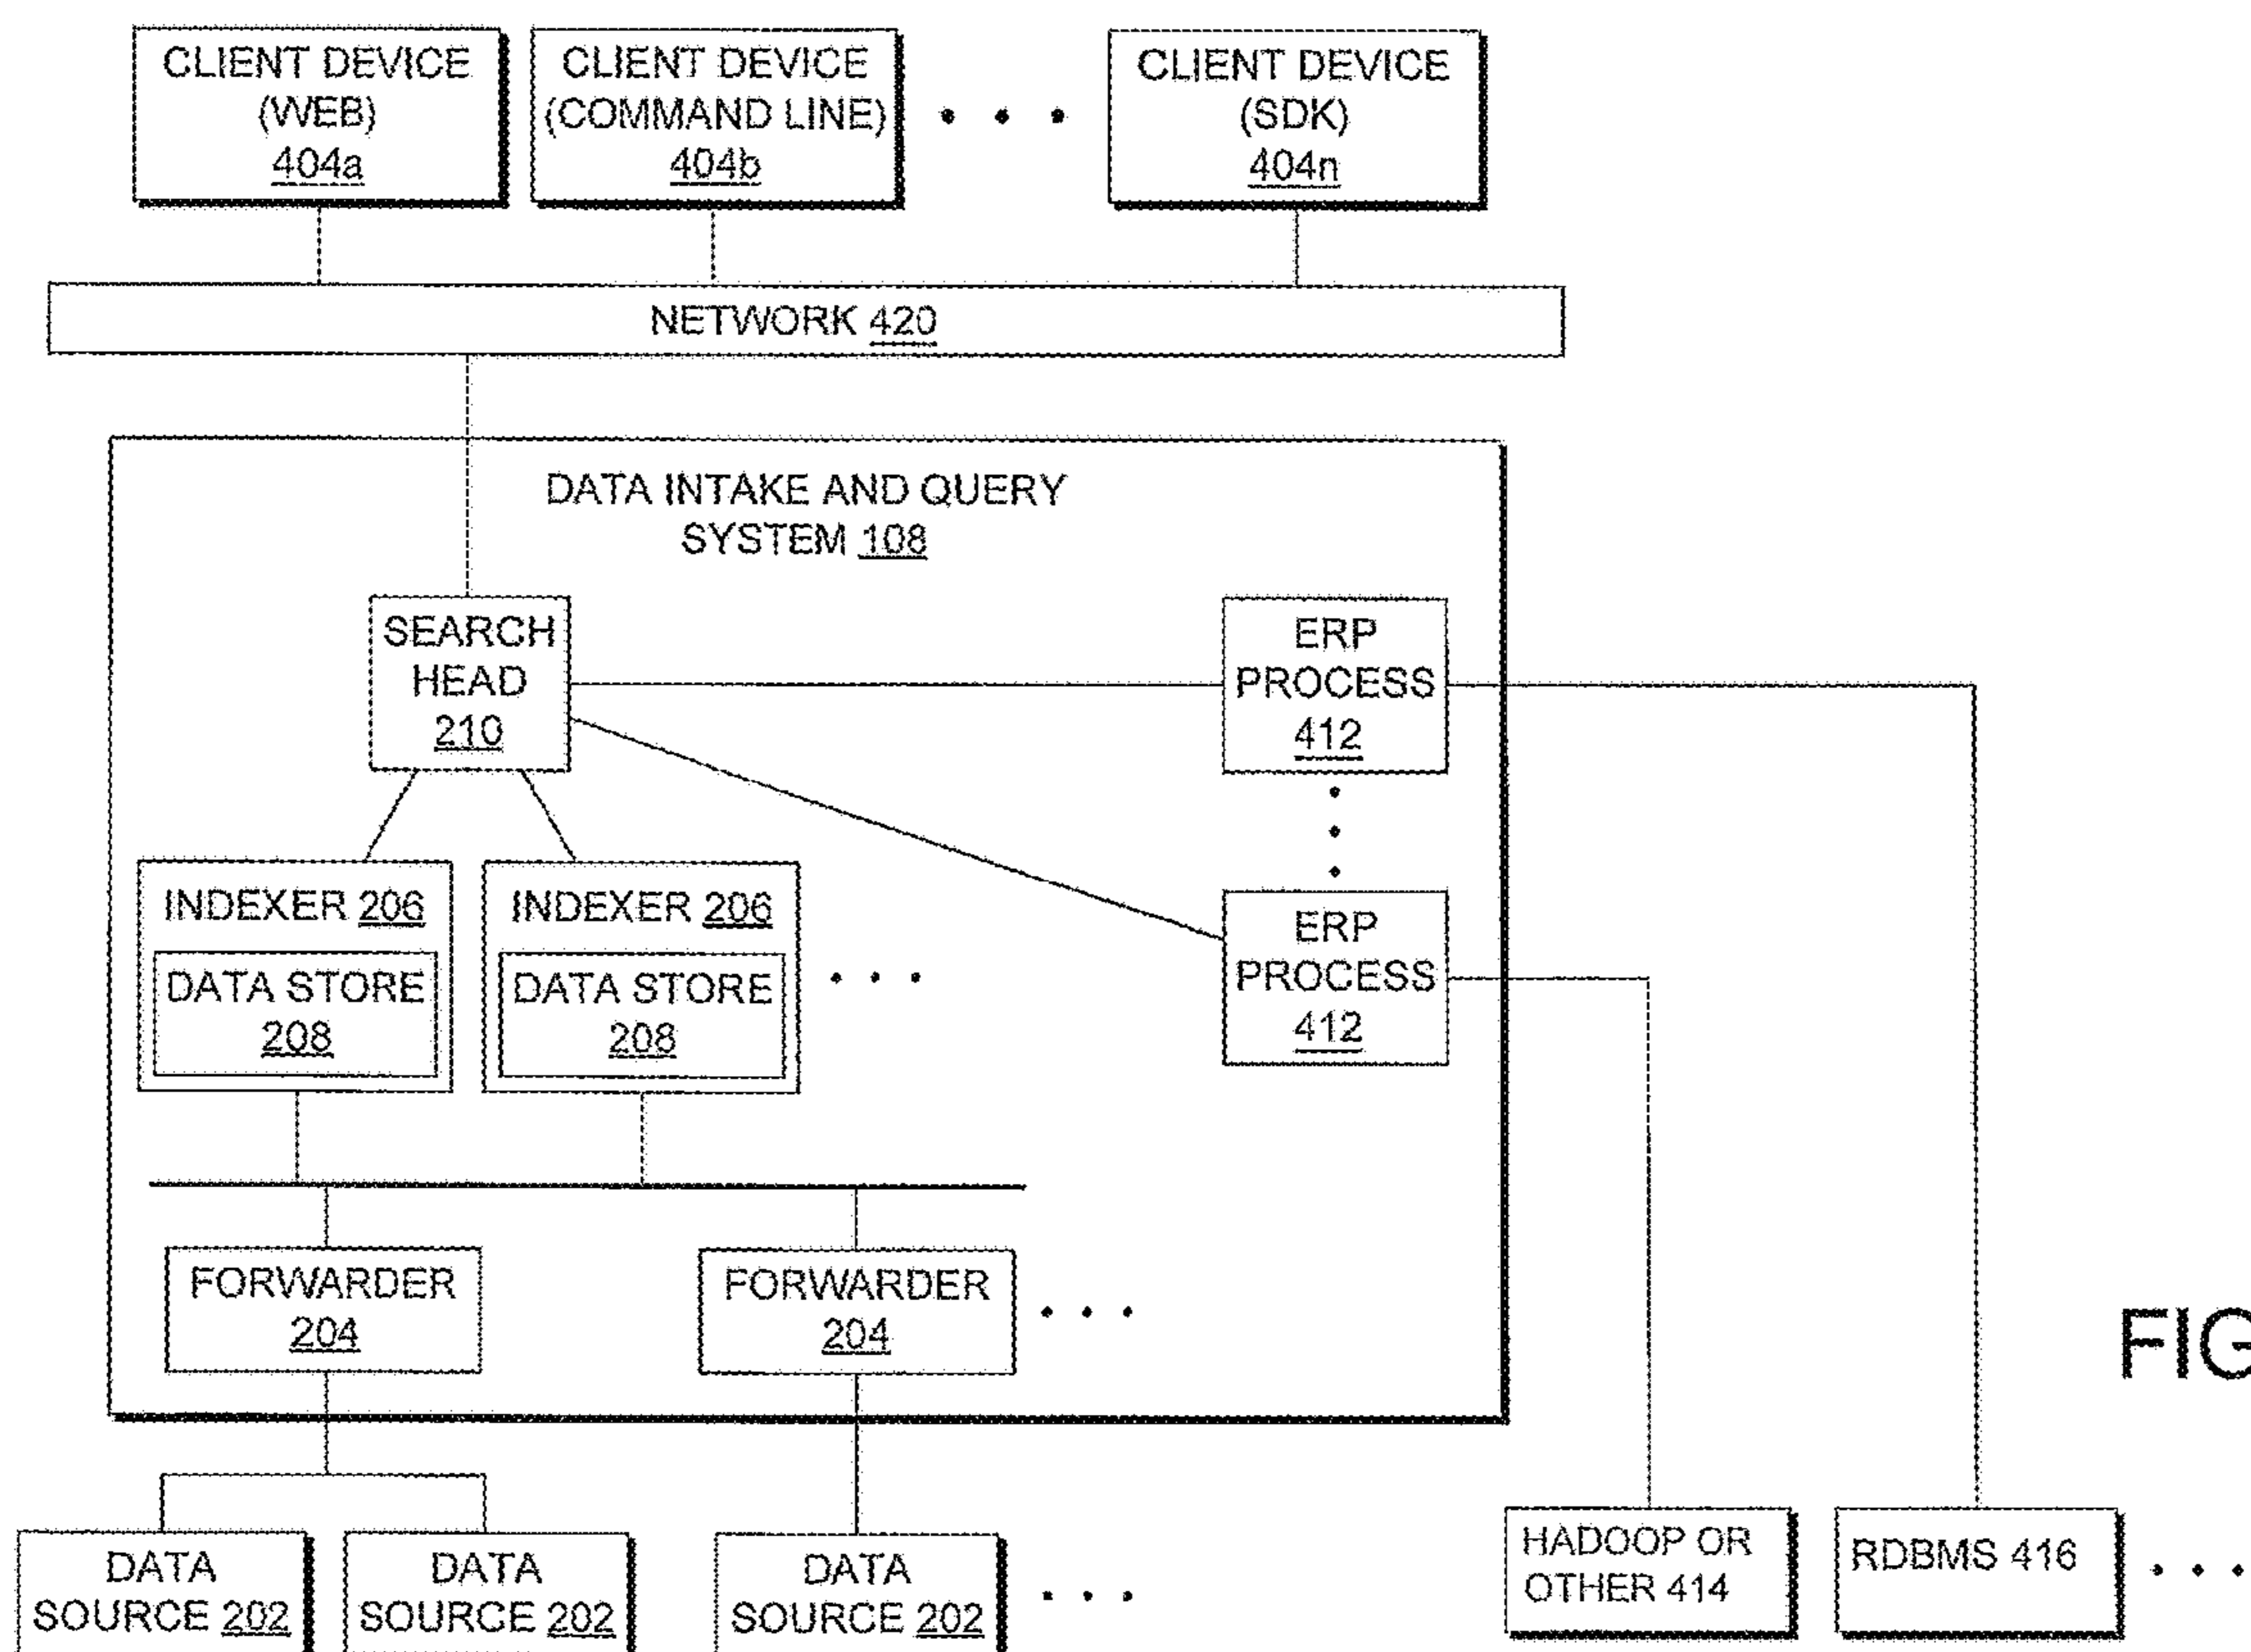 CLIENT DEVICE
(WEB)
404a
CLIENT DEVICE
(COMMAND LINE)
404b
CLIENT DEVICE
(SDK)
404n
NETWORK 420
DATA INTAKE AND QUERY
SYSTEM 108
SEARCH
HEAD
210
ERP
PROCESS
412
INDEXER 206
DATA STORE
208
INDEXER 206
DATA STORE
208
ERP
PROCESS
412
FORWARDER
204
FORWARDER
204
FIG
DATA
SOURCE 202
DATA
SOURCE 202
DATA
SOURCE 202
HADOOP OR
OTHER 414
RDBMS 416